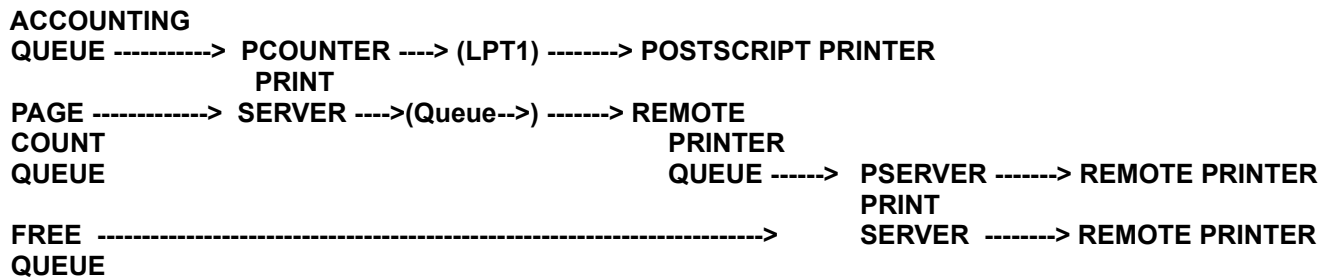 ACCOUNTING
QUEUE -----------> PCOUNTER ----> (LPT1) --------> POSTSCRIPT PRINTER
PRINT
PAGE -------------> SERVER ---->(Queue-->) -------> REMOTE
COUNT PRINTER
QUEUE QUEUE ------> PSERVER -------> REMOTE PRINTER
PRINT
FREE --------------------------------------------------------------------------> SERVER --------> REMOTE PRINTER
QUEUE